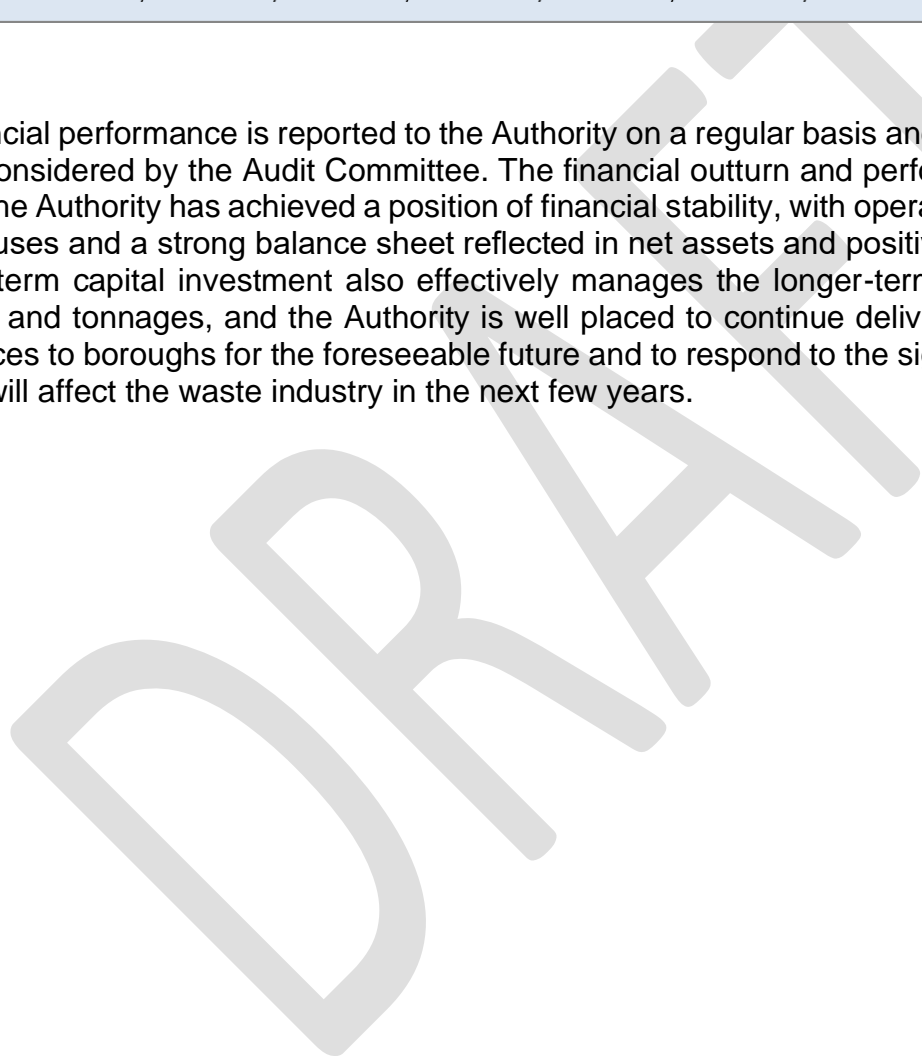 ncial performance is reported to the Authority on a regular basis an
onsidered by the Audit Committee. The financial outturn and perf
he Authority has achieved a position of financial stability, with opera
uses and a strong balance sheet reflected in net assets and positi
term capital investment also effectively manages the longer-tern
and tonnages, and the Authority is well placed to continue deliv
ces to boroughs for the foreseeable future and to respond to the si
will affect the waste industry in the next few years.
DRAFT